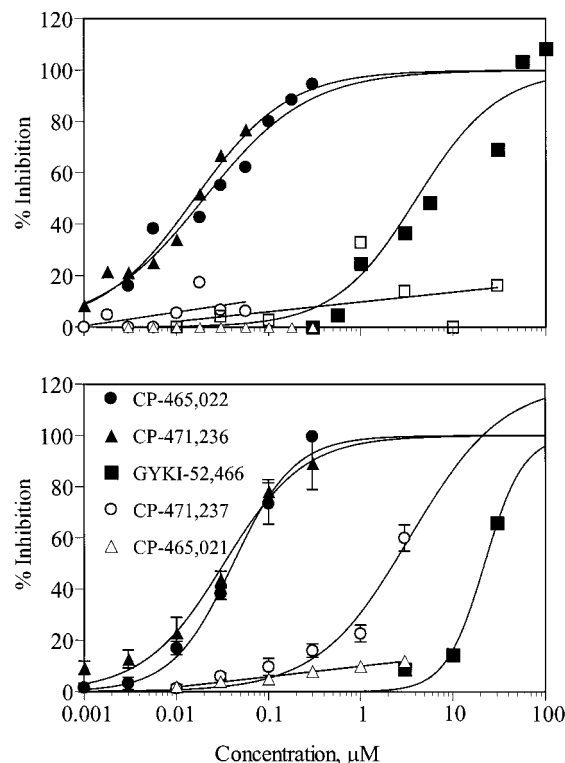 120
100
80
60
40
20
0
% Inhibition
120
100
80
60
40
20
0
% Inhibition
CP-465,022
CP-471,236
GYKI-52,466
CP-471,237
CP-465,021
0.001
0.01
0.1
1
10
100
Concentration, μM